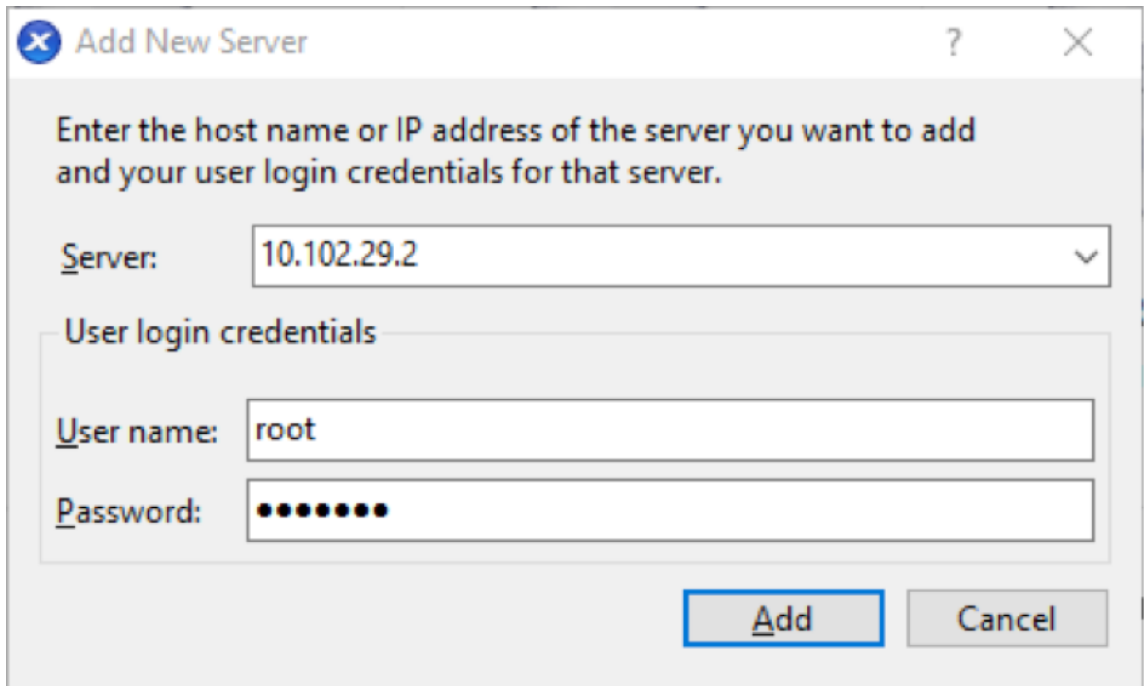 Add New Server
Enter the host name or IP address of the server you want to add
and your user login credentials for that server.
Server: 10.102.29.2
User login credentials
User name: root
Password: •••••••
Add Cancel